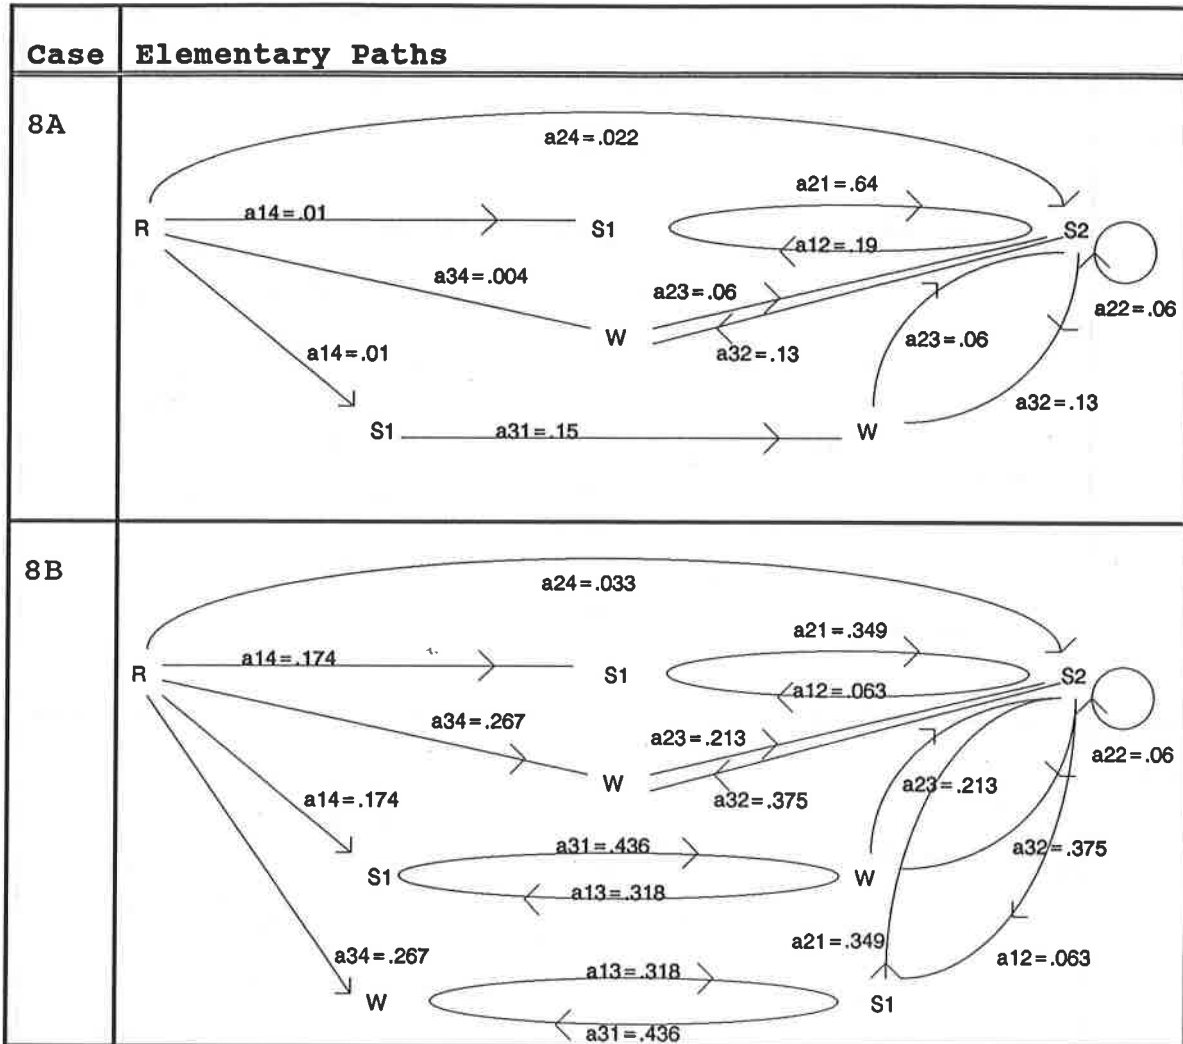 Case Elementary Paths
8A
a24=.022
a21=.64
a14=.01
R S1 S2
a12=.19
a34=.004
a23=.06
a22=.06
W
a23=.06
a14=.01
a32=.13
a32=.13
S1 a31=.15 W
8B
a24=.033
a21=.349
a14=.174
R S1 S2
a12=.063
a34=.267
a23=.213
a22=.06
W
a23=.213
a14=.174
a32=.375
a31=.436
a32=.375
S1 W
a13=.318
a21=.349
a34=.267
a12=.063
a13=.318
W S1
a31=.436